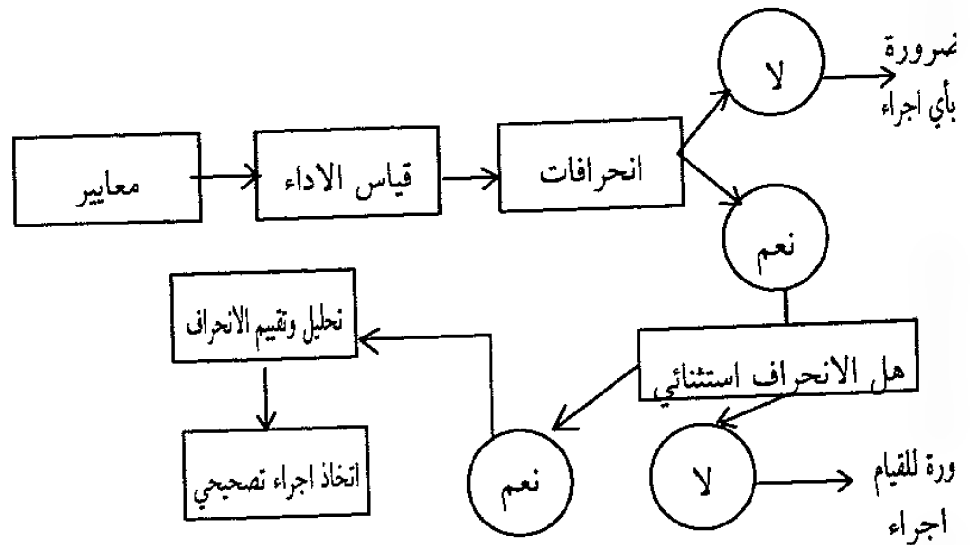 معايير
قياس الاداء
انحرافات
لا
ضرورة
بأي اجراء
نعم
هل الانحراف استثنائي
تحليل وتقييم الانحراف
نعم
لا
ورة للقيام
اجراء
اتخاذ اجراء تصحيحي